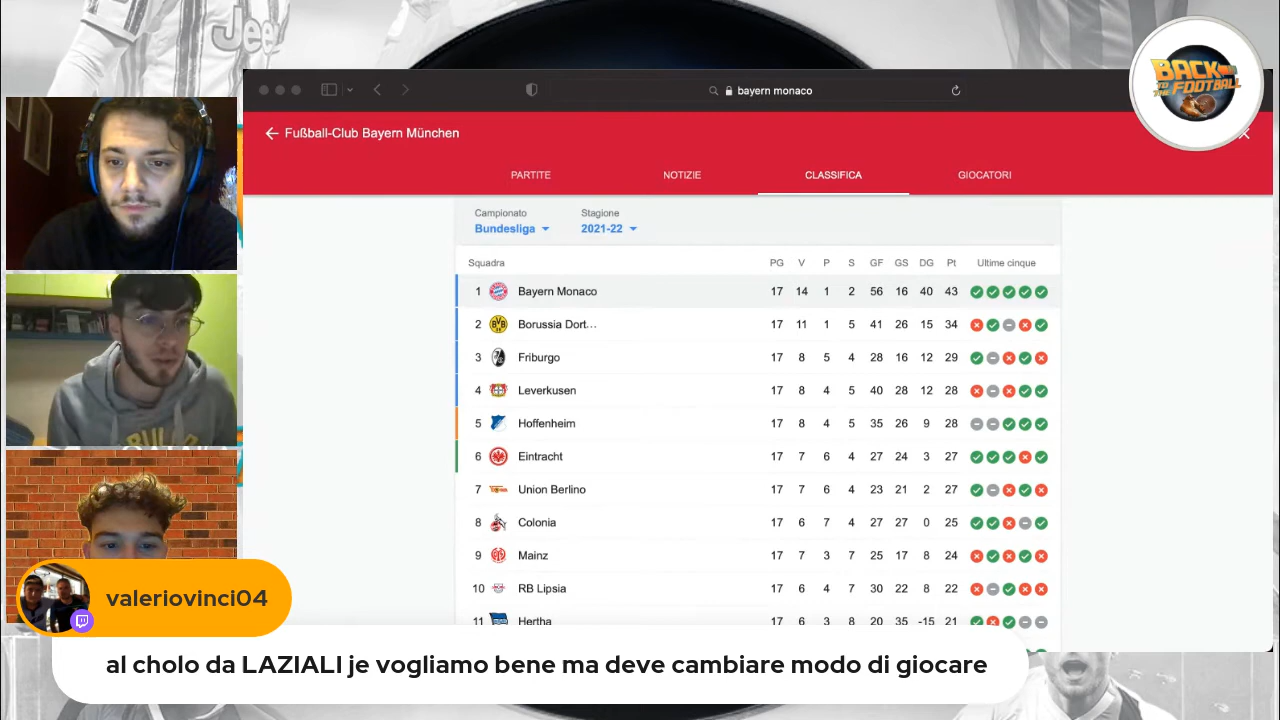 Jeep
BACK
TO THE FOOTBALL
bayern monaco
Fußball-Club Bayern München
PARTITE NOTIZIE CLASSIFICA GIOCATORI
Campionato Stagione
Bundesliga 2021-22
Squadra PG V P S GF GS DG Pt Ultime cinque
1 Bayern Monaco 17 14 1 2 56 16 40 43
2 Borussia Dort... 17 11 1 5 41 26 15 34
3 Friburgo 17 8 5 4 28 16 12 29
4 Leverkusen 17 8 4 5 40 28 12 28
5 Hoffenheim 17 8 4 5 35 26 9 28
6 Eintracht 17 7 6 4 27 24 3 27
7 Union Berlino 17 7 6 4 23 21 2 27
8 Colonia 17 6 7 4 27 27 0 25
9 Mainz 17 7 3 7 25 17 8 24
10 RB Lipsia 17 6 4 7 30 22 8 22
11 Hertha 17 6 3 8 20 35 -15 21
valeriovinci04
al cholo da LAZIALI je vogliamo bene ma deve cambiare modo di giocare